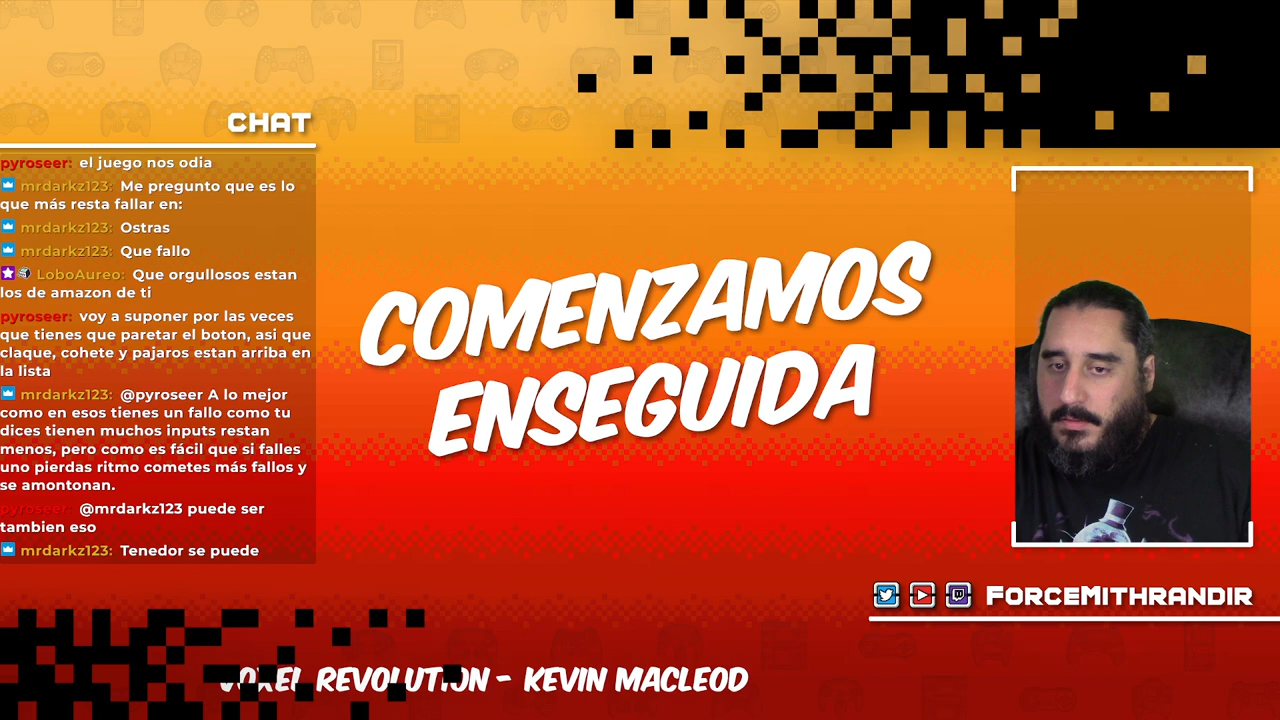 CHAT
pyroseer: el juego nos odia
mrdarkz123: Me pregunto que es lo
que más resta fallar en:
mrdarkz123: Ostras
mrdarkz123: Que fallo
LoboAureo: Que orgullosos estan
los de amazon de ti
pyroseer: voy a suponer por las veces
que tienes que paretar el boton, asi que
claque, cohete y pajaros estan arriba en
la lista
mrdarkz123: @pyroseer A lo mejor
como en esos tienes un fallo como tu
dices tienen muchos inputs restan
menos, pero como es fácil que si falles
uno pierdas ritmo cometes más fallos y
se amontonan.
pyroseer: @mrdarkz123 puede ser
tambien eso
mrdarkz123: Tenedor se puede
COMENZAMOS
ENSEGUIDA
FORCEMITHRANDIR
VOXEL REVOLUTION - KEVIN MACLEOD